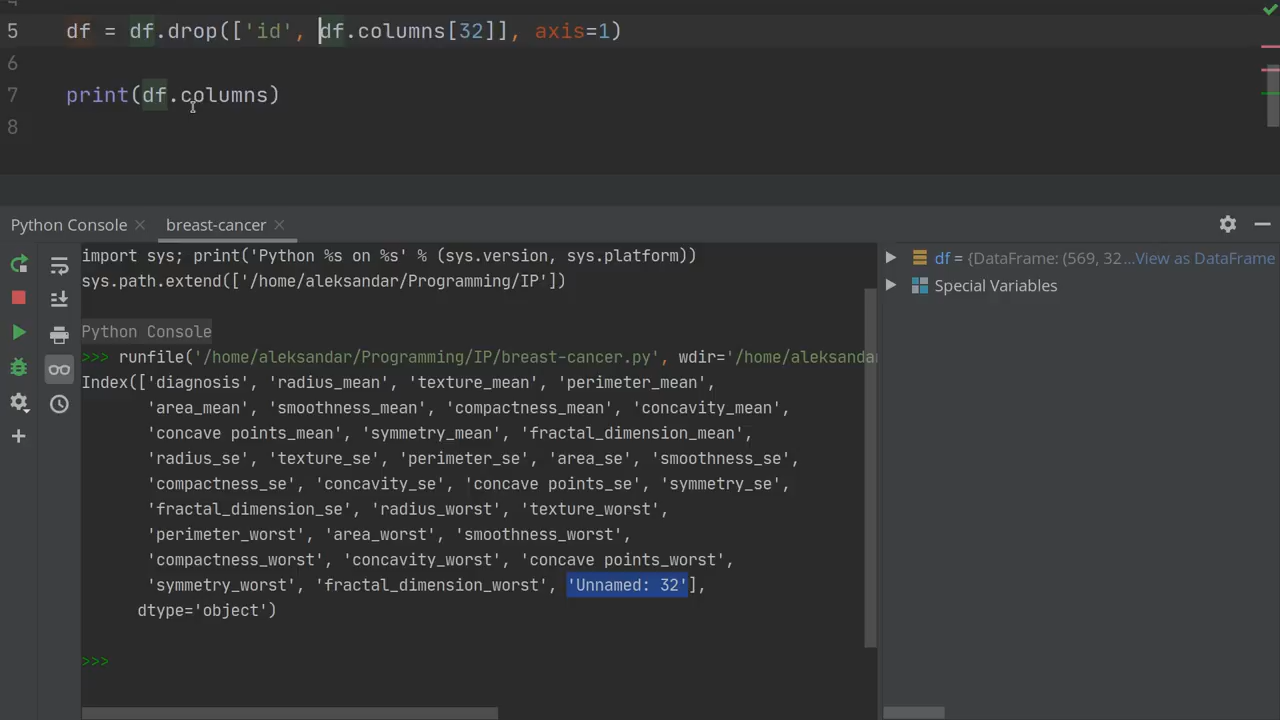 4
5 df = df.drop(['id', df.columns[32]], axis=1)
6
7 print(df.columns)
8
Python Console
breast-cancer
import sys; print('Python %s on %s' % (sys.version, sys.platform))
sys.path.extend(['/home/aleksandar/Programming/IP'])
Python Console
>>> runfile('/home/aleksandar/Programming/IP/breast-cancer.py', wdir='/home/aleksandar
Index(['diagnosis', 'radius_mean', 'texture_mean', 'perimeter_mean',
'area_mean', 'smoothness_mean', 'compactness_mean', 'concavity_mean',
'concave points_mean', 'symmetry_mean', 'fractal_dimension_mean',
'radius_se', 'texture_se', 'perimeter_se', 'area_se', 'smoothness_se',
'compactness_se', 'concavity_se', 'concave points_se', 'symmetry_se',
'fractal_dimension_se', 'radius_worst', 'texture_worst',
'perimeter_worst', 'area_worst', 'smoothness_worst',
'compactness_worst', 'concavity_worst', 'concave points_worst',
'symmetry_worst', 'fractal_dimension_worst', 'Unnamed: 32'],
dtype='object')
>>>
df = {DataFrame: (569, 32...View as DataFrame
Special Variables